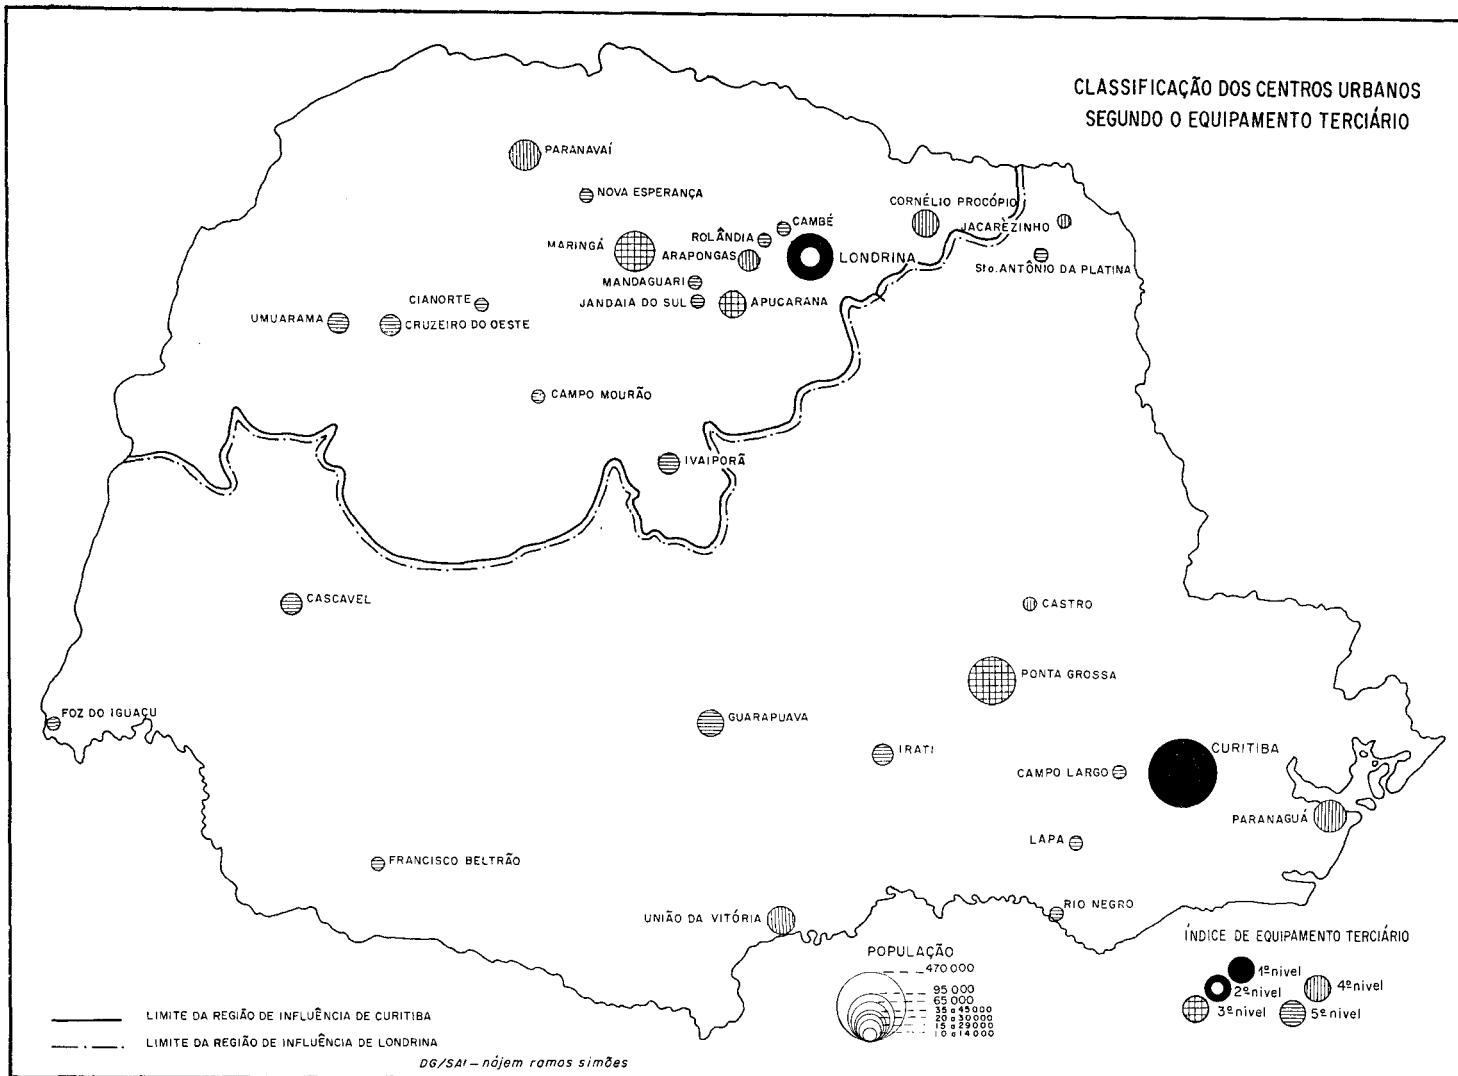 CLASSIFICAÇÃO DOS CENTROS URBANOS
SEGUNDO O EQUIPAMENTO TERCIÁRIO
PARANAVAÍ
NOVA ESPERANÇA
CORNÉLIO PROCÓPIO
JACARÈZINHO
CAMBÉ
ROLÂNDIA
MARINGÁ
ARAPONGAS
LONDRINA
Sto. ANTÔNIO DA PLATINA
MANDAGUARI
CIANORTE
JANDAIA DO SUL
APUCARANA
UMUARAMA
CRUZEIRO DO OESTE
CAMPO MOURÃO
IVAIPORÃ
CASCAVEL
CASTRO
PONTA GROSSA
FOZ DO IGUAÇU
GUARAPUAVA
IRATI
CURITIBA
CAMPO LARGO
PARANAGUÁ
LAPA
FRANCISCO BELTRÃO
RIO NEGRO
UNIÃO DA VITÓRIA
POPULAÇÃO
470 000
95 000
65 000
35 a 45 000
20 a 30 000
15 a 29 000
10 a 14 000
ÍNDICE DE EQUIPAMENTO TERCIÁRIO
1º nivel
2º nivel
3º nivel
4º nivel
5º nivel
LIMITE DA REGIÃO DE INFLUÊNCIA DE CURITIBA
LIMITE DA REGIÃO DE INFLUÊNCIA DE LONDRINA
DG/SAI — nájem ramos simões